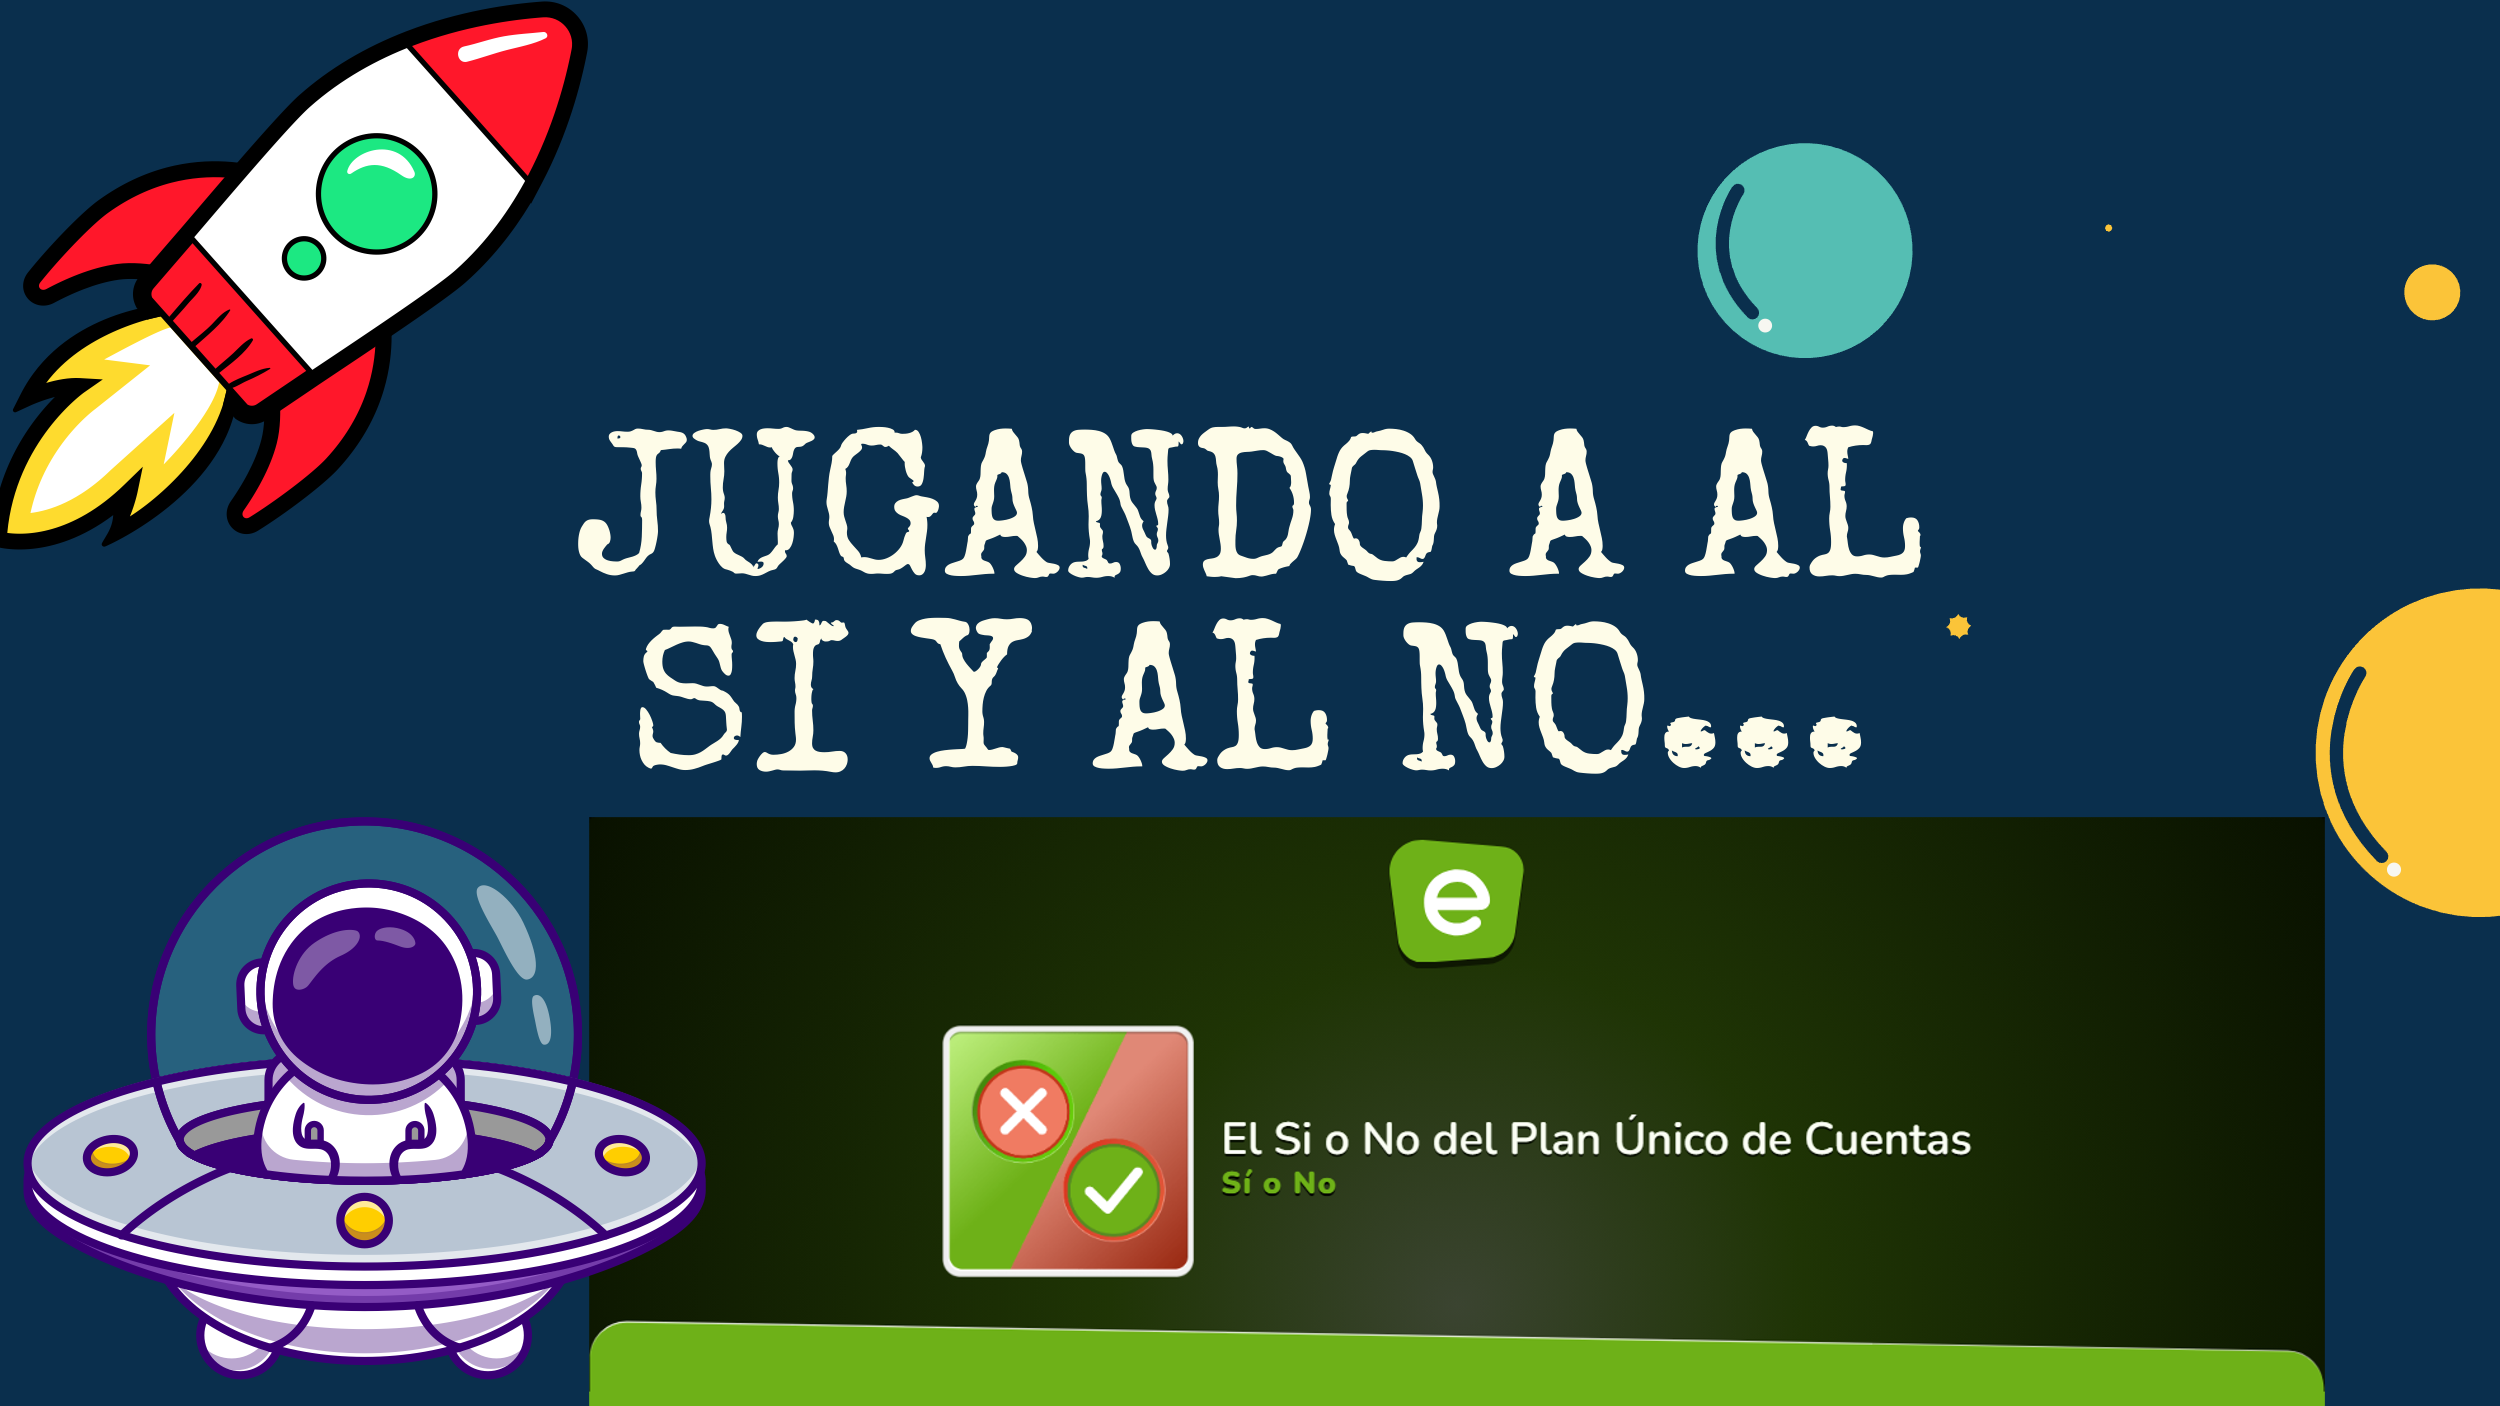 JUGANDO A AL
SI Y AL NO...
e
El Si o No del Plan Único de Cuentas
Sí o No